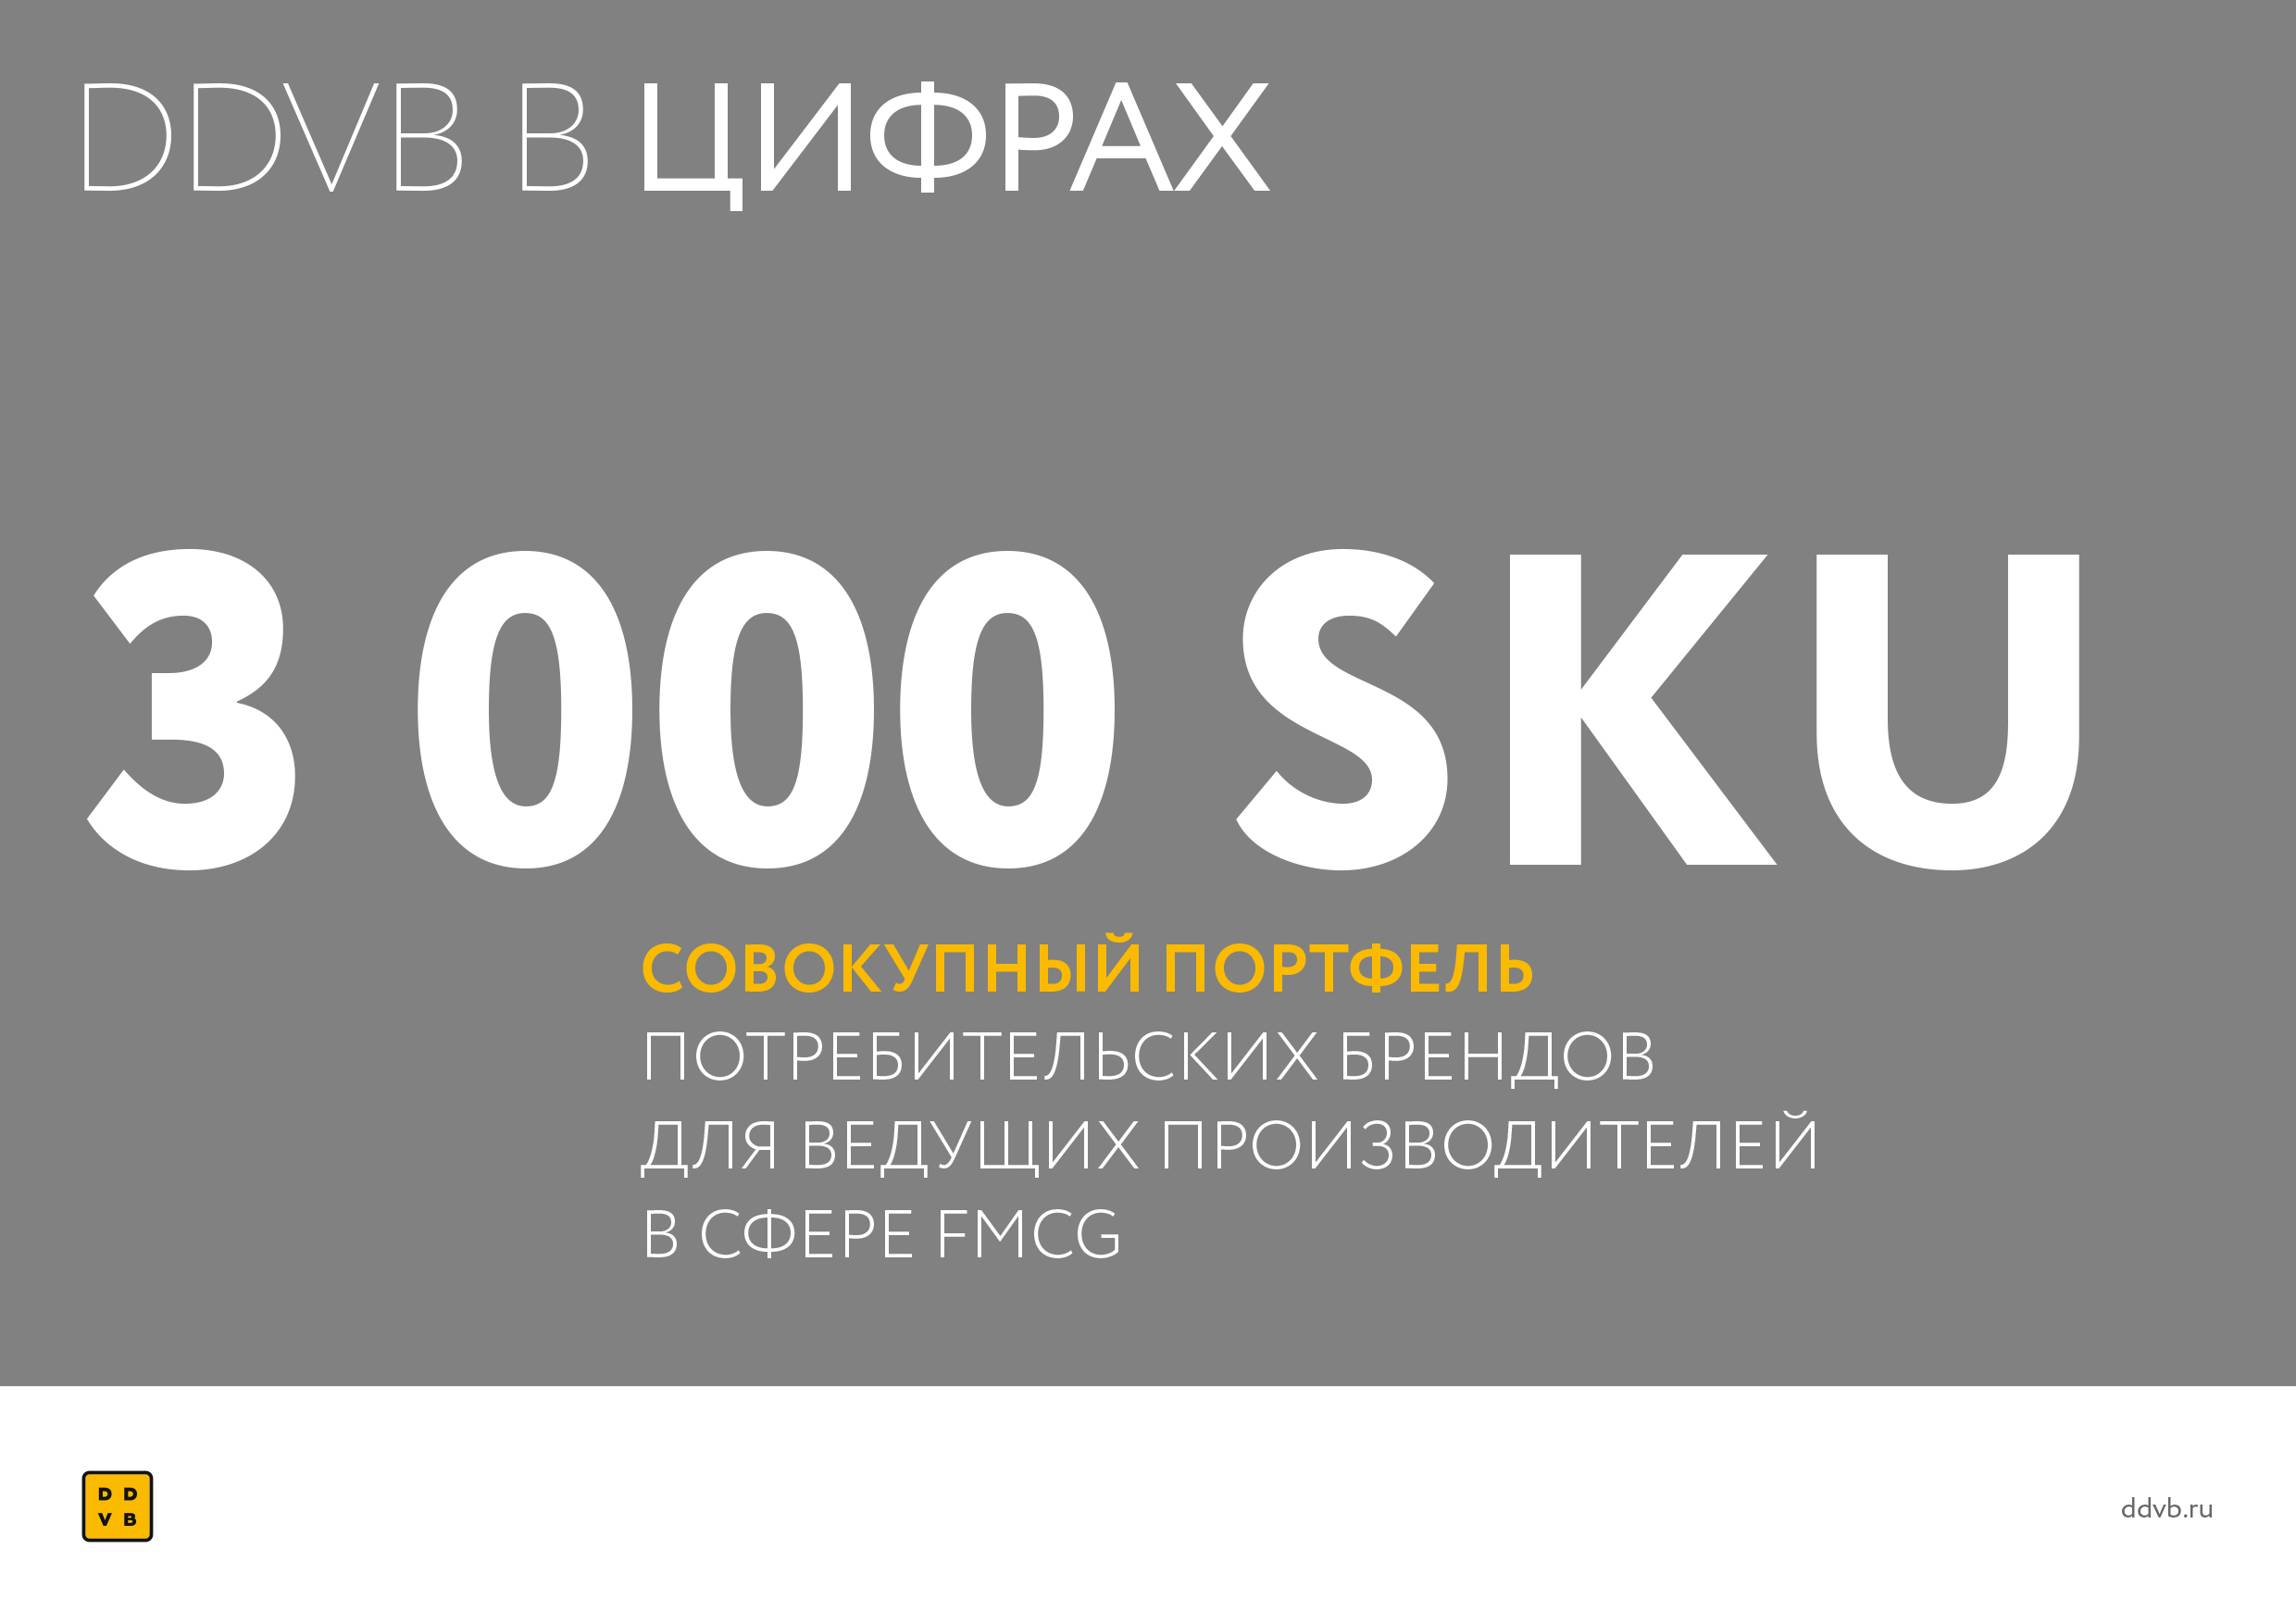 DDVB В ЦИФРАХ
3 000 SKU
СОВОКУПНЫЙ ПОРТФЕЛЬ
ПОТРЕБИТЕЛЬСКИХ БРЕНДОВ
ДЛЯ ВЕДУЩИХ ПРОИЗВОДИТЕЛЕЙ
В СФЕРЕ FMCG
D D
V B
ddvb.ru